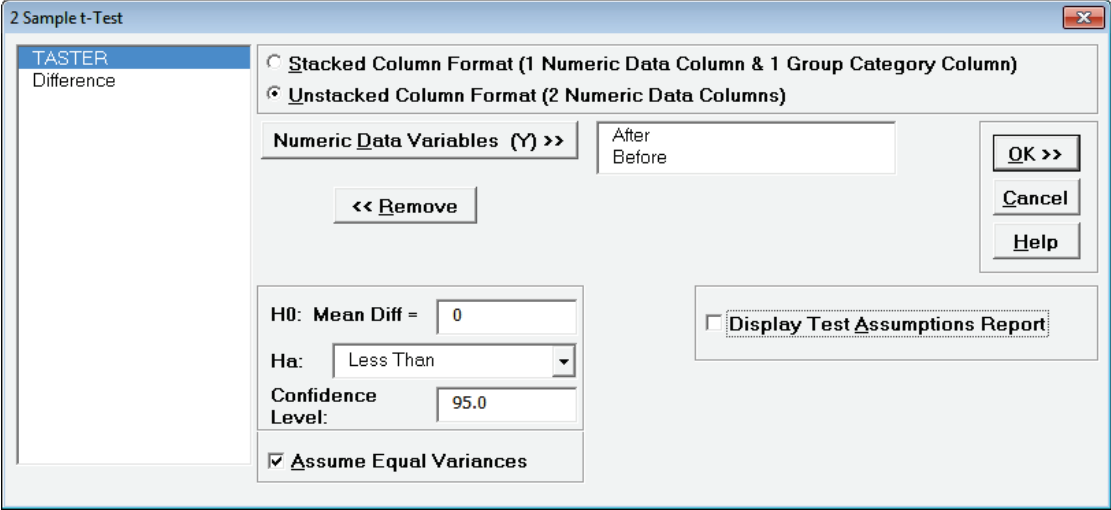 2 Sample t-Test
TASTER
Difference
Stacked Column Format (1 Numeric Data Column & 1 Group Category Column)
Unstacked Column Format (2 Numeric Data Columns)
Numeric Data Variables (Y) >>
After
Before
<< Remove
OK >>
Cancel
Help
H0: Mean Diff = 0
Ha: Less Than
Confidence
Level: 95.0
Assume Equal Variances
Display Test Assumptions Report